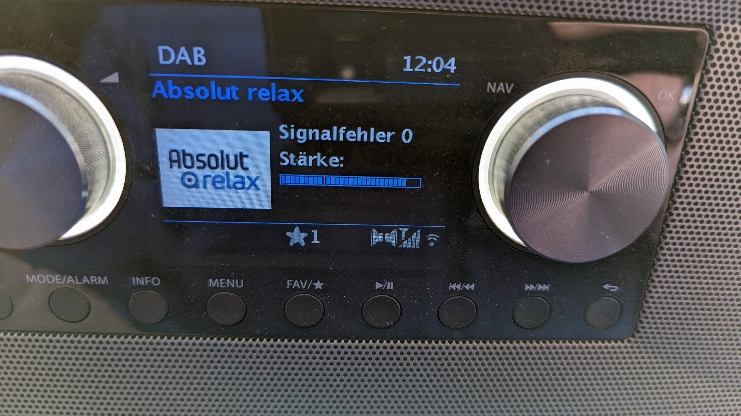 DAB 12:04
Absolut relax
NAV OK
Signalfehler 0
Stärke:
Absolut
relax
1
MODE/ALARM INFO MENU FAV/